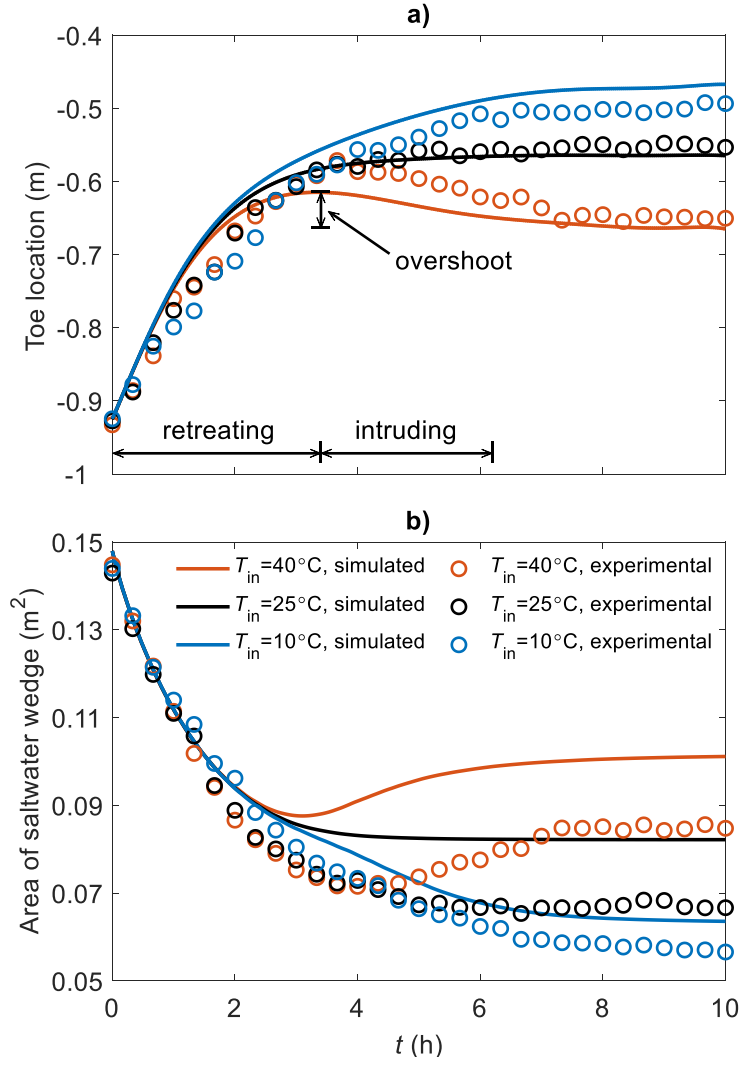 a)
-0.4
-0.5
-0.6
-0.7
-0.8
-0.9
-1
Toe location (m)
overshoot
retreating
intruding
b)
0.15
0.13
0.11
0.09
0.07
0.05
Area of saltwater wedge (m²)
T_in=40°C, simulated
T_in=40°C, experimental
T_in=25°C, simulated
T_in=25°C, experimental
T_in=10°C, simulated
T_in=10°C, experimental
0 2 4 6 8 10
t (h)